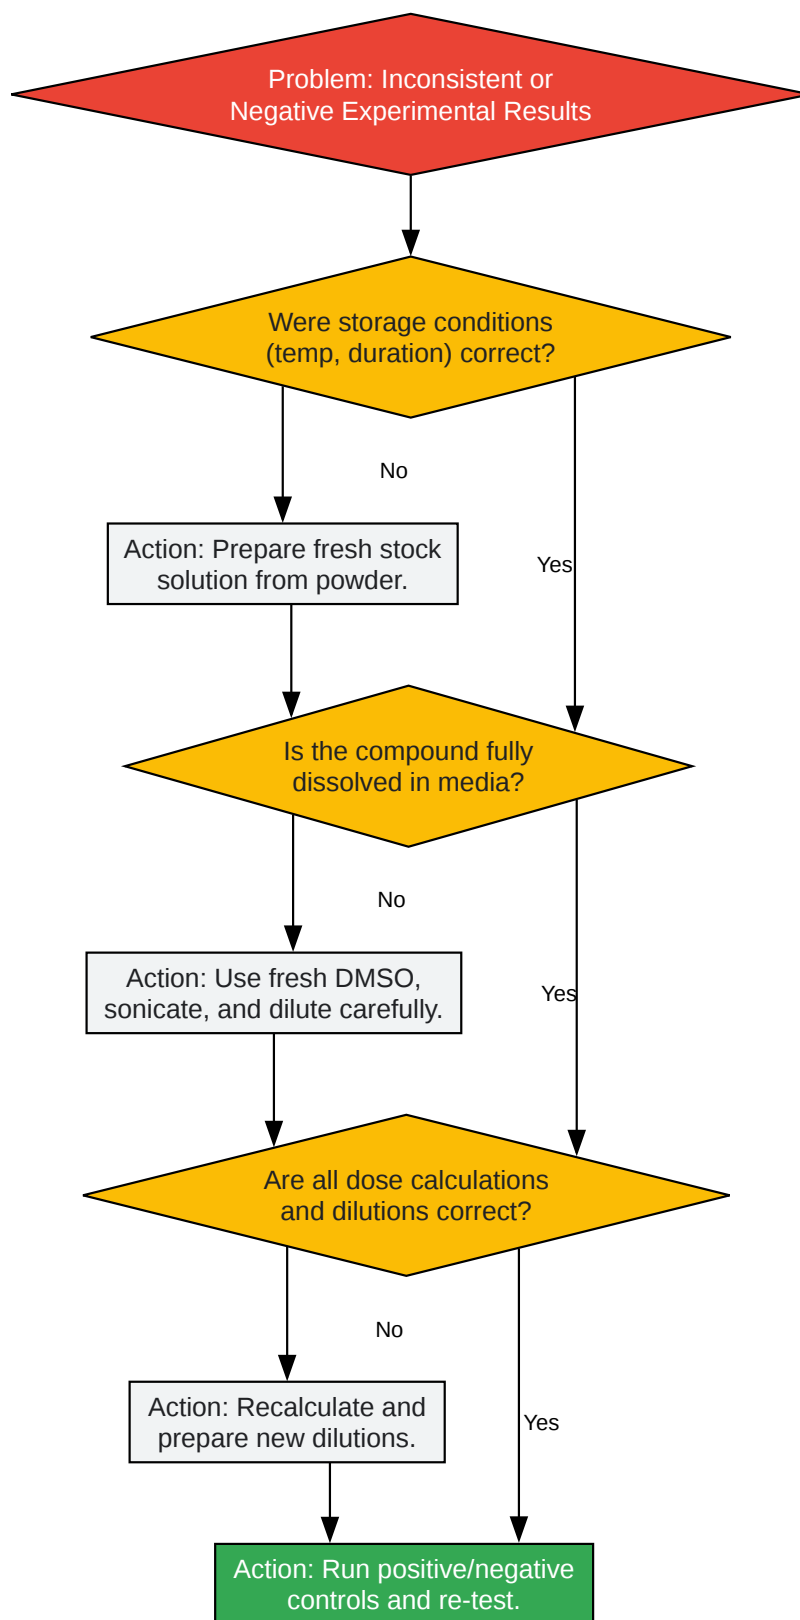 Problem: Inconsistent or
Negative Experimental Results
Were storage conditions
(temp, duration) correct?
No
Action: Prepare fresh stock
solution from powder.
Yes
Is the compound fully
dissolved in media?
No
Action: Use fresh DMSO,
sonicate, and dilute carefully.
Yes
Are all dose calculations
and dilutions correct?
No
Action: Recalculate and
prepare new dilutions.
Yes
Action: Run positive/negative
controls and re-test.